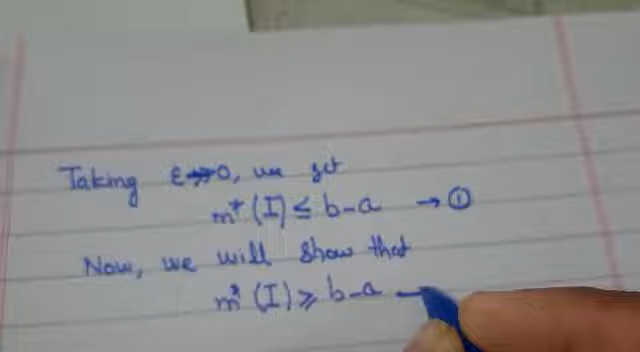 Taking ε→0, we get
m*(I) ≤ b-a → ①
Now, we will show that
m*(I) ≥ b-a —